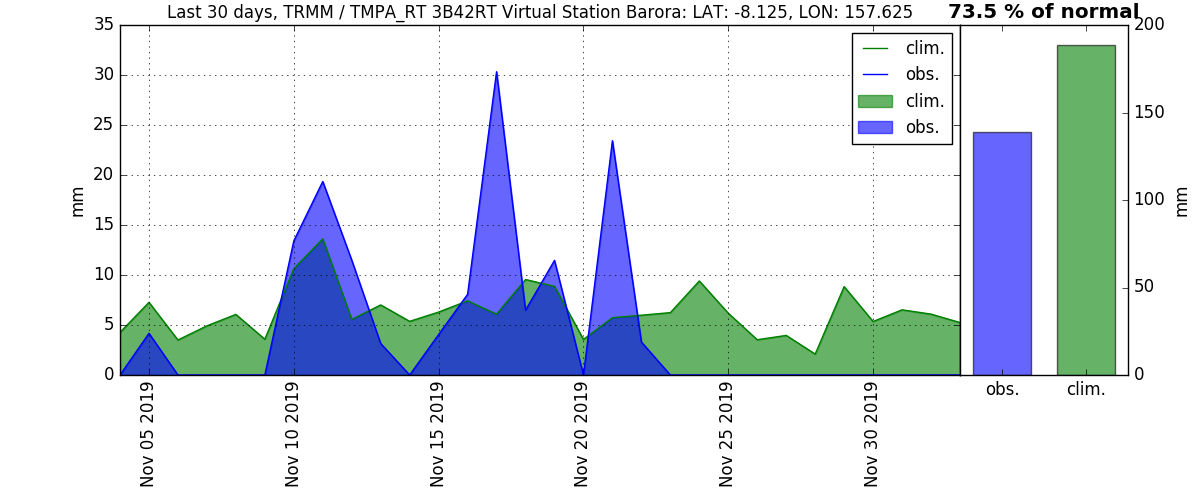 Last 30 days, TRMM / TMPA_RT 3B42RT Virtual Station Barora: LAT: -8.125, LON: 157.625
73.5 % of normal
35
30
25
20
15
10
5
0
mm
clim.
obs.
clim.
obs.
Nov 05 2019
Nov 10 2019
Nov 15 2019
Nov 20 2019
Nov 25 2019
Nov 30 2019
200
150
100
50
0
mm
obs.
clim.